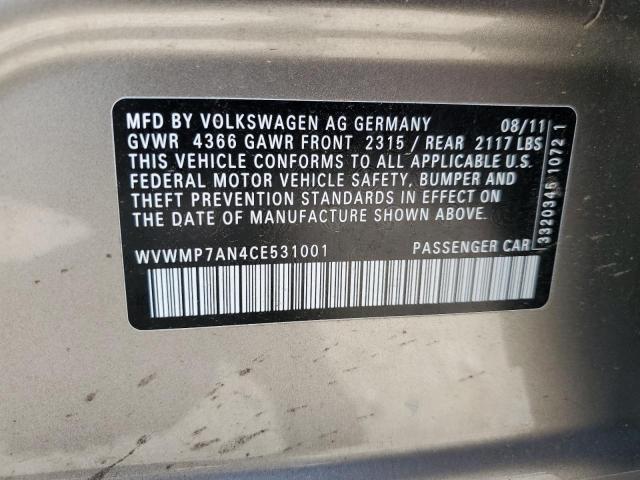 MFD BY VOLKSWAGEN AG GERMANY 08/11
GVWR 4366 GAWR FRONT 2315 / REAR 2117 LBS
THIS VEHICLE CONFORMS TO ALL APPLICABLE U.S.
FEDERAL MOTOR VEHICLE SAFETY, BUMPER AND
THEFT PREVENTION STANDARDS IN EFFECT ON
THE DATE OF MANUFACTURE SHOWN ABOVE.
WVWMP7AN4CE531001 PASSENGER CAR
1072 1